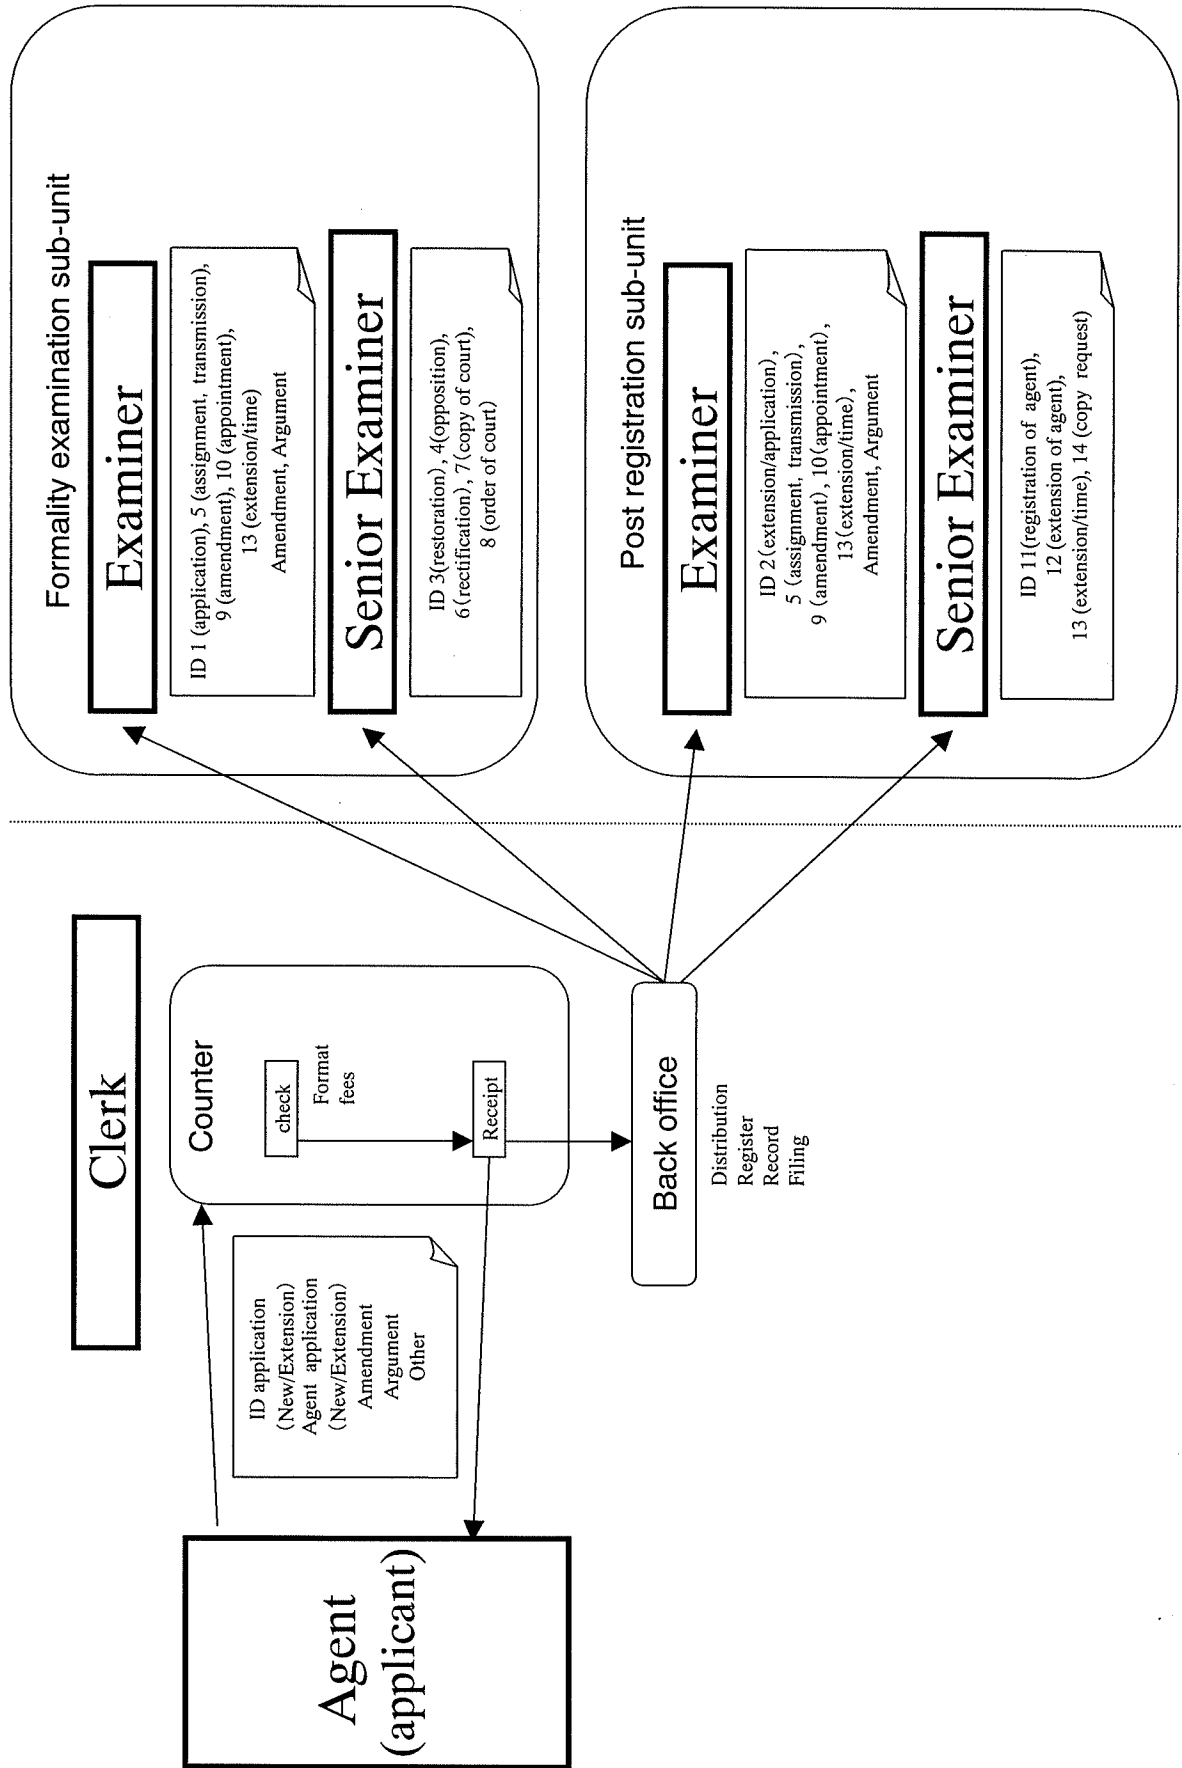 Agent
(applicant)
ID application
(New/Extension)
Agent application
(New/Extension)
Amendment
Argument
Other
Clerk
Counter
check
Format
fees
Receipt
Back office
Distribution
Register
Record
Filing
Formality examination sub-unit
Examiner
ID 1 (application), 5 (assignment, transmission),
9 (amendment), 10 (appointment),
13 (extension/time)
Amendment, Argument
Senior Examiner
ID 3(restoration), 4(opposition),
6(rectification), 7(copy of court),
8(order of court)
Post registration sub-unit
Examiner
ID 2(extension/application),
5 (assignment, transmission),
9 (amendment), 10(appointment),
13(extension/time),
Amendment, Argument
Senior Examiner
ID 11(registration of agent),
12 (extension of agent),
13 (extension/time), 14 (copy request)